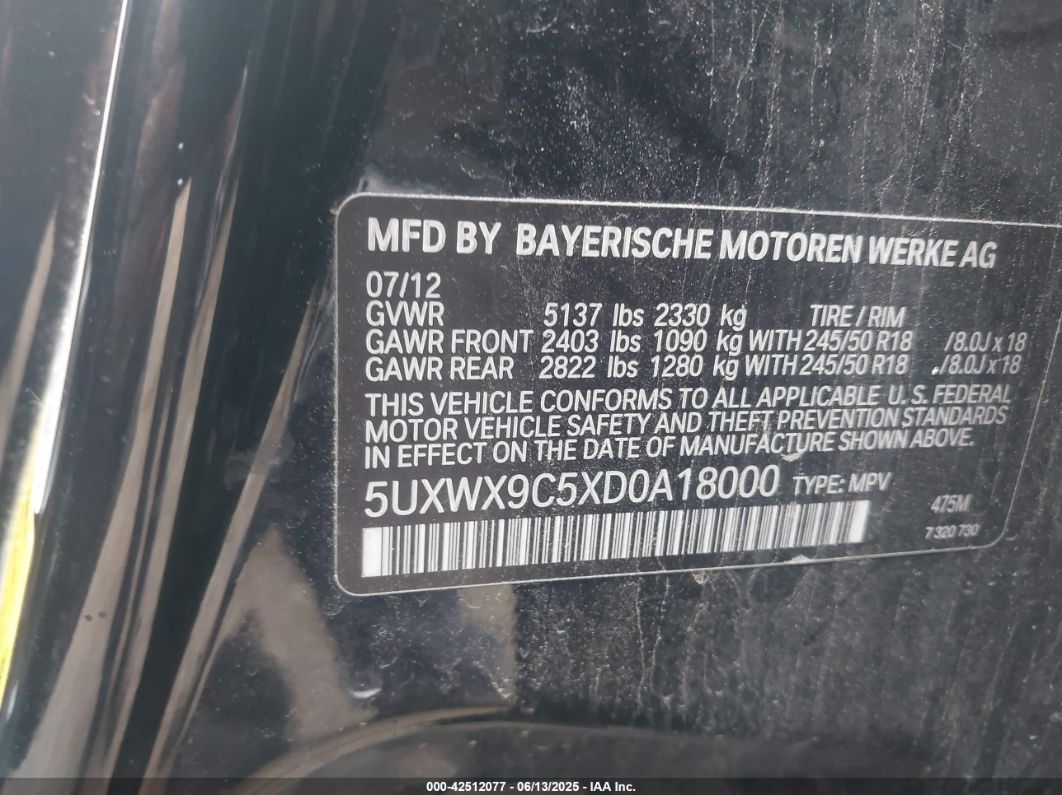 MFD BY BAYERISCHE MOTOREN WERKE AG
07/12
GVWR 5137 lbs 2330 kg TIRE / RIM
GAWR FRONT 2403 lbs 1090 kg WITH 245/50 R18 /8.0J x 18
GAWR REAR 2822 lbs 1280 kg WITH 245/50 R18 /8.0J x 18
THIS VEHICLE CONFORMS TO ALL APPLICABLE U. S. FEDERAL
MOTOR VEHICLE SAFETY AND THEFT PREVENTION STANDARDS
IN EFFECT ON THE DATE OF MANUFACTURE SHOWN ABOVE.
5UXWX9C5XD0A18000 TYPE: MPV
475M
7 320 730
000-42512077 - 06/13/2025 - IAA Inc.